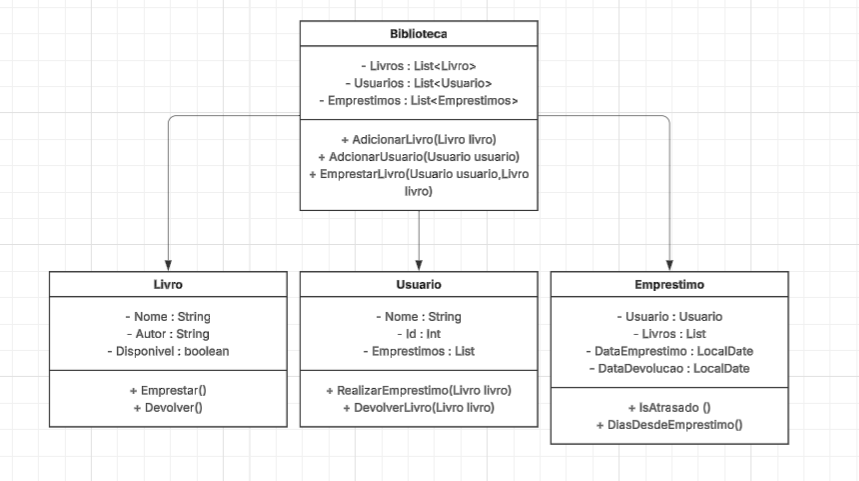 Biblioteca
- Livros : List<Livro>
- Usuarios : List<Usuario>
- Emprestimos : List<Emprestimos>
+ AdicionarLivro(Livro livro)
+ AdcionarUsuario(Usuario usuario)
+ EmprestarLivro(Usuario usuario,Livro
livro)
Livro
- Nome : String
- Autor : String
- Disponivel : boolean
+ Emprestar()
+ Devolver()
Usuario
- Nome : String
- Id : Int
- Emprestimos : List
+ RealizarEmprestimo(Livro livro)
+ DevolverLivro(Livro livro)
Emprestimo
- Usuario : Usuario
- Livros : List
- DataEmprestimo : LocalDate
- DataDevolucao : LocalDate
+ IsAtrasado ()
+ DiasDesdeEmprestimo()